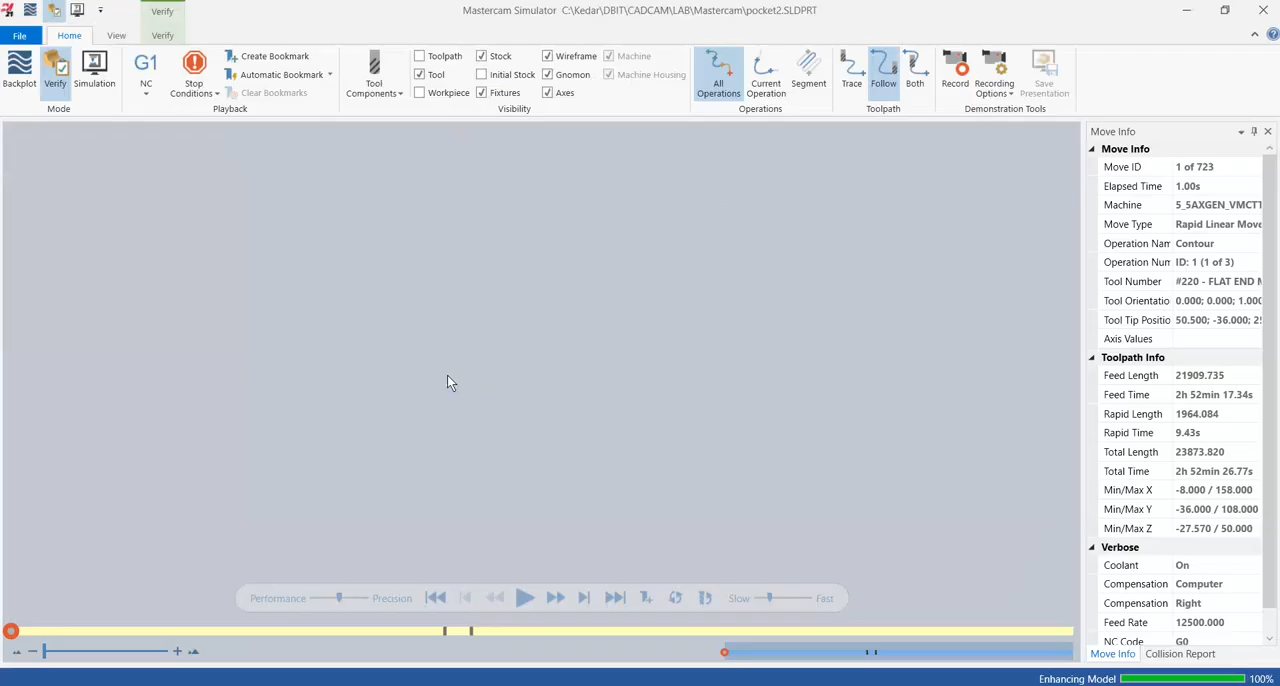 Verify
Mastercam Simulator C:\Kedar\DBIT\CADCAM\LAB\Mastercam\pocket2.SLDPRT
File Home View Verify
Backplot Verify Simulation
Mode
NC
Stop Conditions
Create Bookmark
Automatic Bookmark
Clear Bookmarks
Playback
Tool Components
Toolpath Stock Wireframe Machine
Tool Initial Stock Gnomon Machine Housing
Workpiece Fixtures Axes
Visibility
All Operations
Current Operation
Segment
Operations
Trace Follow Both
Toolpath
Record
Recording Options
Save Presentation
Demonstration Tools
G1
Move Info
Move Info
Move ID 1 of 723
Elapsed Time 1.00s
Machine 5_5AXGEN_VMCTT
Move Type Rapid Linear Move
Operation Nam Contour
Operation Num ID: 1 (1 of 3)
Tool Number #220 - FLAT END M
Tool Orientatio 0.000; 0.000; 1.000
Tool Tip Positio 50.500; -36.000; 25
Axis Values
Toolpath Info
Feed Length 21909.735
Feed Time 2h 52min 17.34s
Rapid Length 1964.084
Rapid Time 9.43s
Total Length 23873.820
Total Time 2h 52min 26.77s
Min/Max X -8.000 / 158.000
Min/Max Y -36.000 / 108.000
Min/Max Z -27.570 / 50.000
Verbose
Coolant On
Compensation Computer
Compensation Right
Feed Rate 12500.000
NC Code G0
Move Info Collision Report
Performance Precision Slow Fast
Enhancing Model 100%